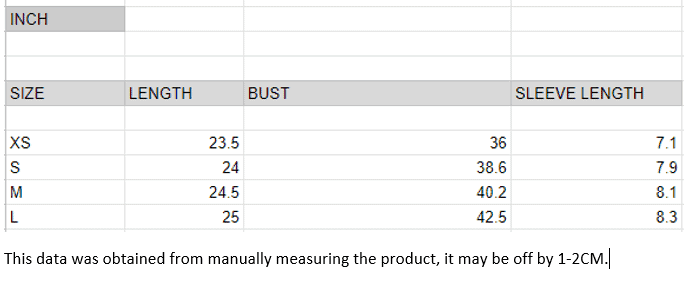 INCH
SIZE LENGTH BUST SLEEVE LENGTH
XS 23.5 36 7.1
S 24 38.6 7.9
M 24.5 40.2 8.1
L 25 42.5 8.3
This data was obtained from manually measuring the product, it may be off by 1-2CM.